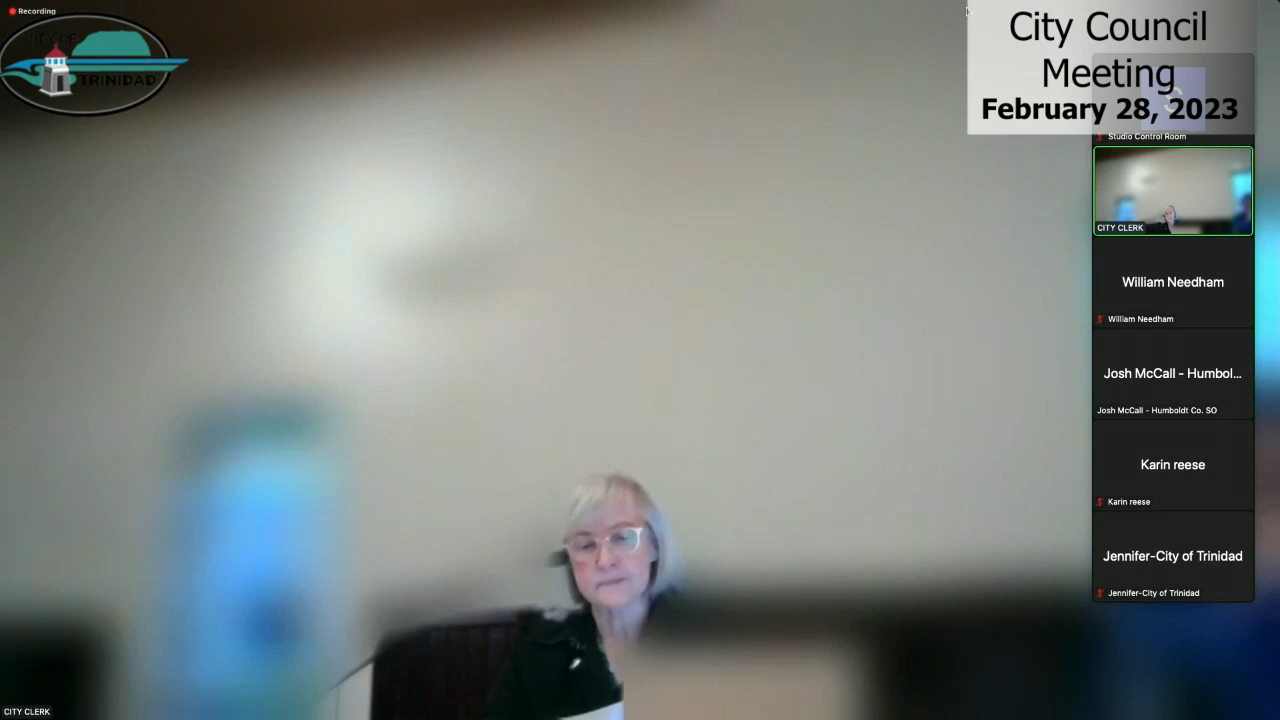 Recording
CITY OF
TRINIDAD
City Council
Meeting
February 28, 2023
S
Studio Control Room
CITY CLERK
William Needham
William Needham
Josh McCall - Humbol...
Josh McCall - Humboldt Co. SO
Karin reese
Karin reese
Jennifer-City of Trinidad
Jennifer-City of Trinidad
CITY CLERK